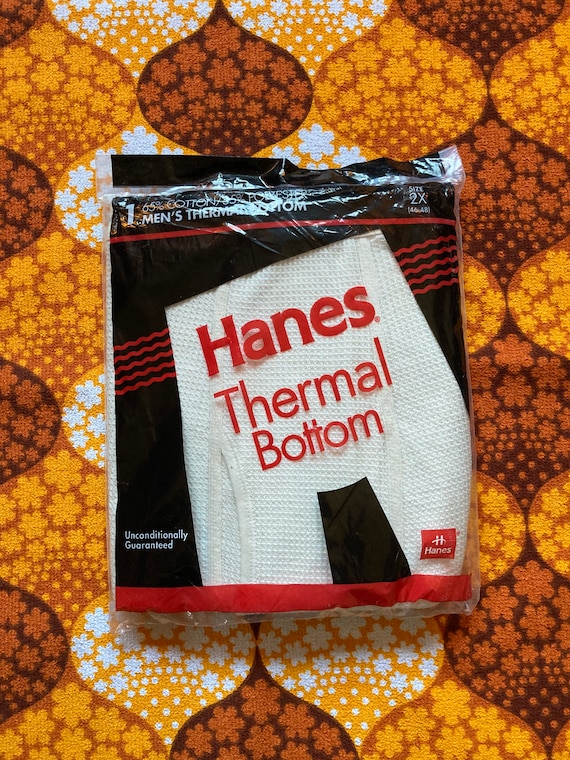 1 65% COTTON/35% POLYESTER
MEN'S THERMAL BOTTOM
SIZE
2X
(46-48)
Hanes®
Thermal
Bottom
Unconditionally
Guaranteed
H
Hanes